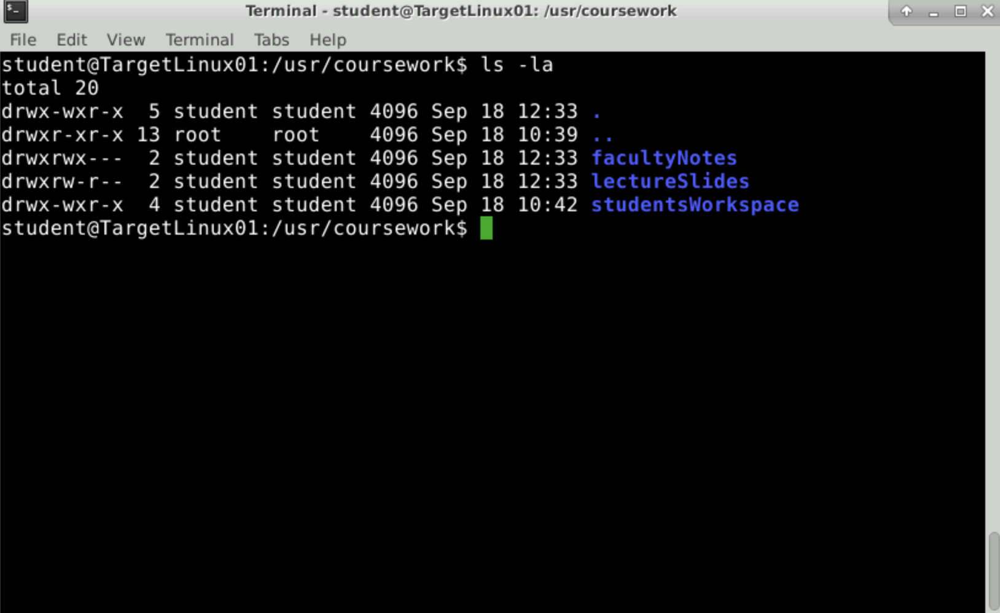 Terminal - student@TargetLinux01: /usr/coursework
File Edit View Terminal Tabs Help
student@TargetLinux01:/usr/coursework$ ls -la
total 20
drwx-wxr-x  5 student student 4096 Sep 18 12:33 .
drwxr-xr-x 13 root    root    4096 Sep 18 10:39 ..
drwxrwx---  2 student student 4096 Sep 18 12:33 facultyNotes
drwxrw-r--  2 student student 4096 Sep 18 12:33 lectureSlides
drwx-wxr-x  4 student student 4096 Sep 18 10:42 studentsWorkspace
student@TargetLinux01:/usr/coursework$